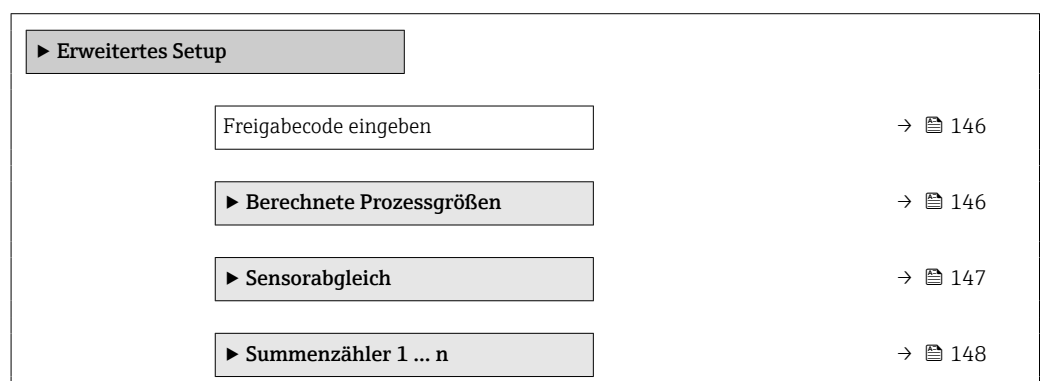 ▶ Erweitertes Setup
Freigabecode eingeben → 146
▶ Berechnete Prozessgrößen → 146
▶ Sensorabgleich → 147
▶ Summenzähler 1 ... n → 148